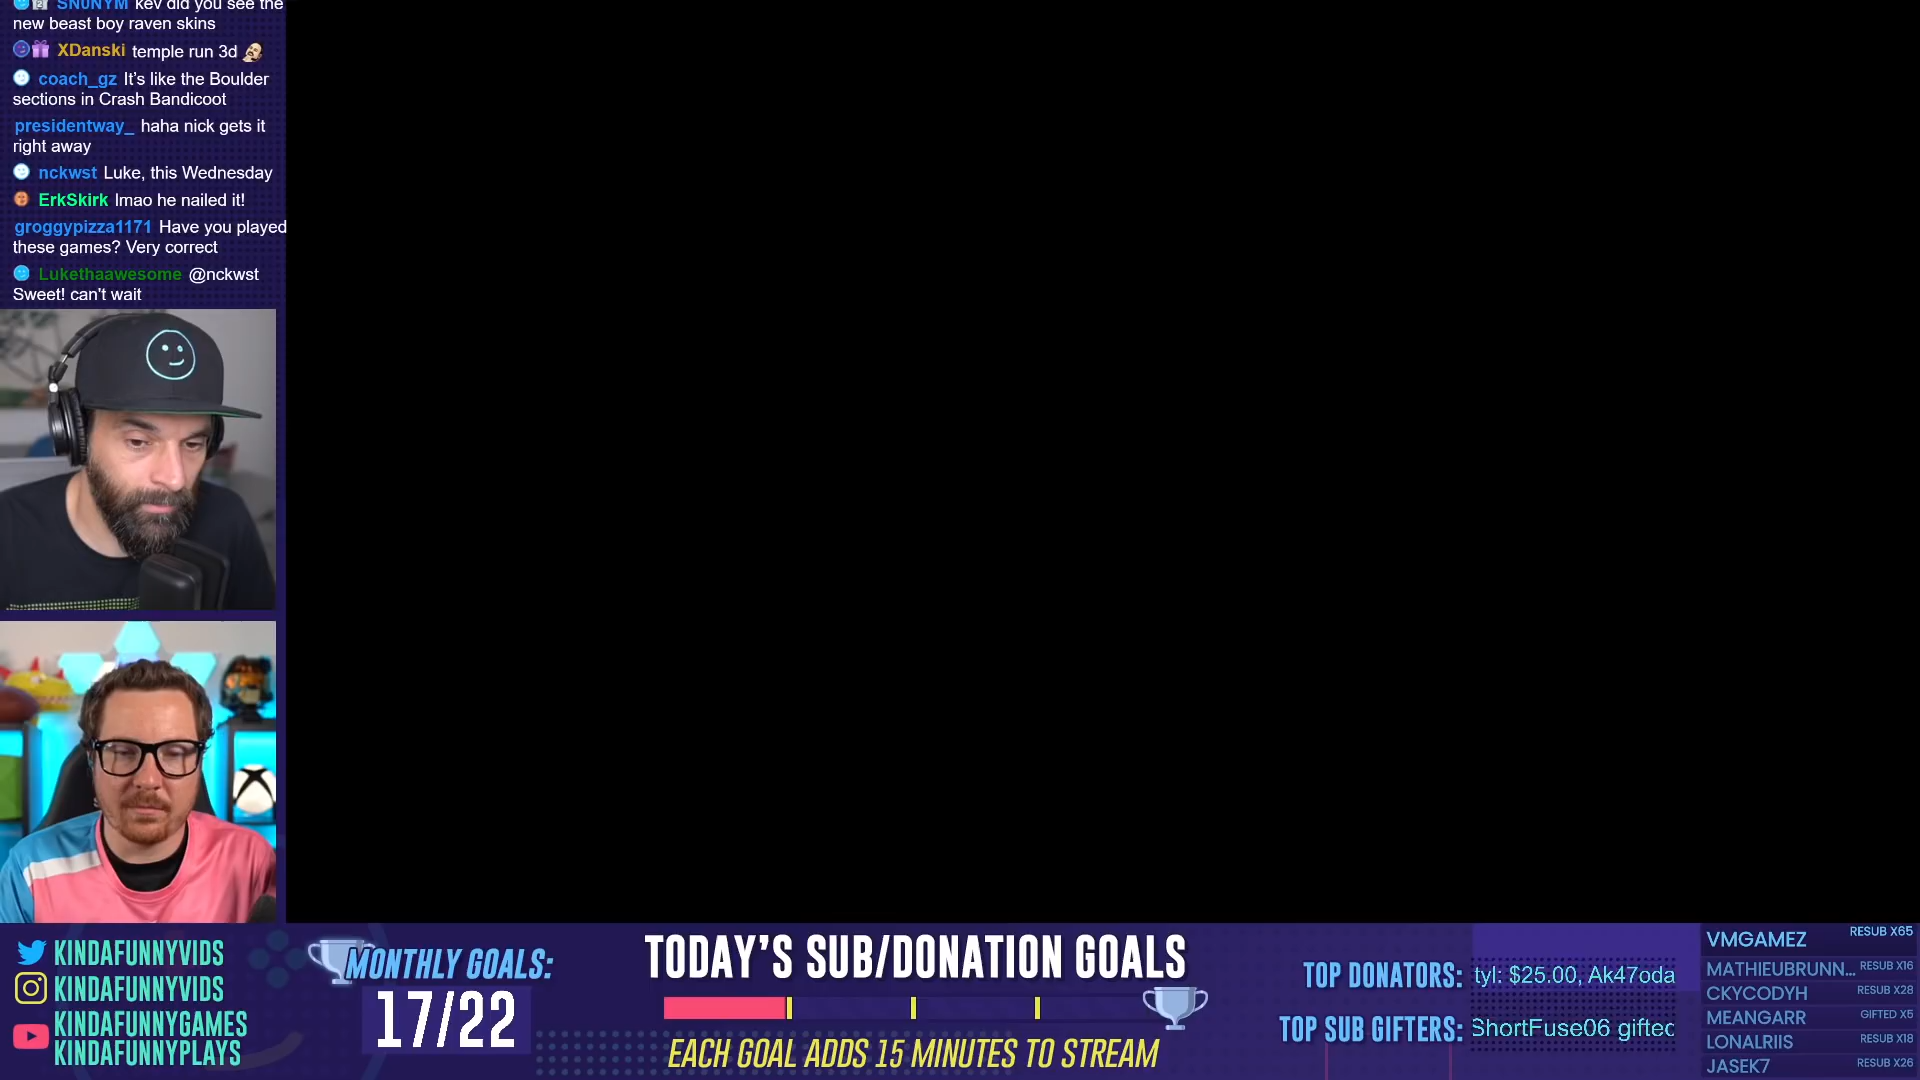 SN0NYM kev did you see the
new beast boy raven skins
XDanski temple run 3d
coach_gz It's like the Boulder
sections in Crash Bandicoot
presidentway_ haha nick gets it
right away
nckwst Luke, this Wednesday
ErkSkirk lmao he nailed it!
groggypizza1171 Have you played
these games? Very correct
Lukethaawesome @nckwst
Sweet! can't wait
KINDAFUNNYVIDS
KINDAFUNNYVIDS
KINDAFUNNYGAMES
KINDAFUNNYPLAYS
MONTHLY GOALS:
17/22
TODAY'S SUB/DONATION GOALS
EACH GOAL ADDS 15 MINUTES TO STREAM
TOP DONATORS: tyl: $25.00, Ak47oda
TOP SUB GIFTERS: ShortFuse06 gifted
VMGAMEZ RESUB X65
MATHIEUBRUNN... RESUB X16
CKYCODYH RESUB X28
MEANGARR GIFTED X5
LONALRIIS RESUB X18
JASEK7 RESUB X26